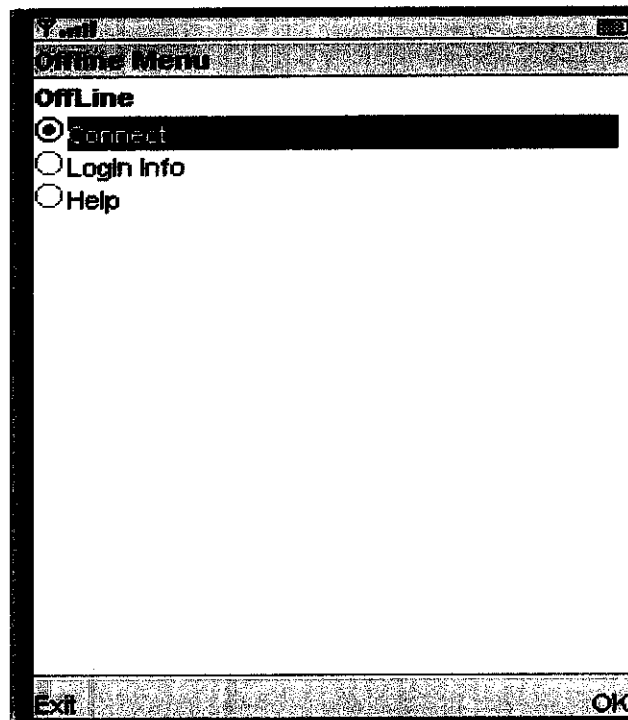 Offline Menu
OffLine
Connect
Login Info
Help
Exit OK